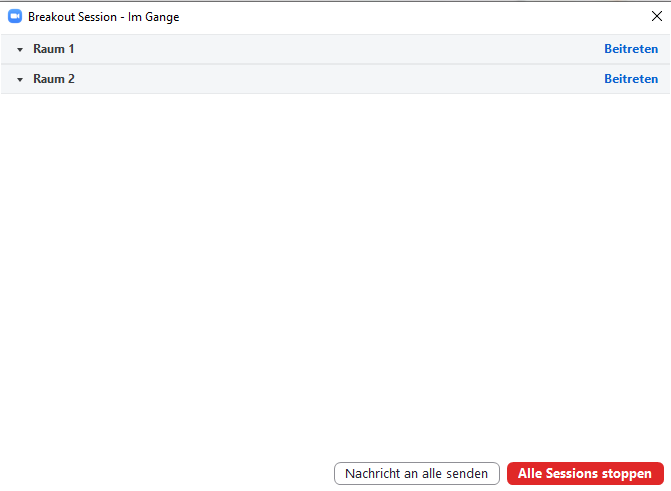 Breakout Session - Im Gange
Raum 1 Beitreten
Raum 2 Beitreten
Nachricht an alle senden Alle Sessions stoppen